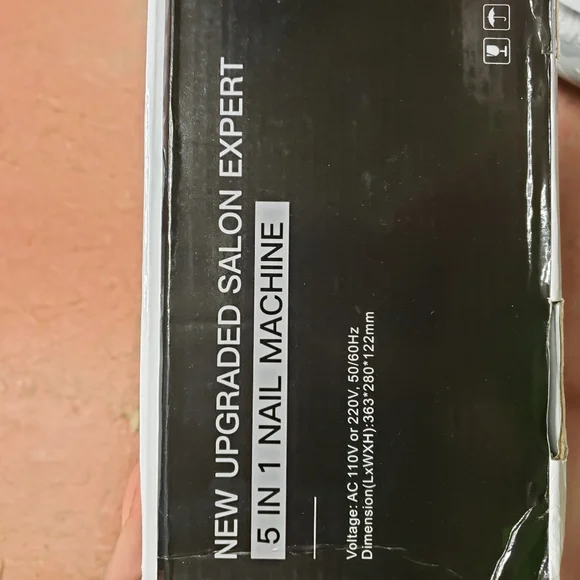 NEW UPGRADED SALON EXPERT
5 IN 1 NAIL MACHINE
Voltage: AC 110V or 220V, 50/60Hz
Dimension(LxWXH):363*280*122mm